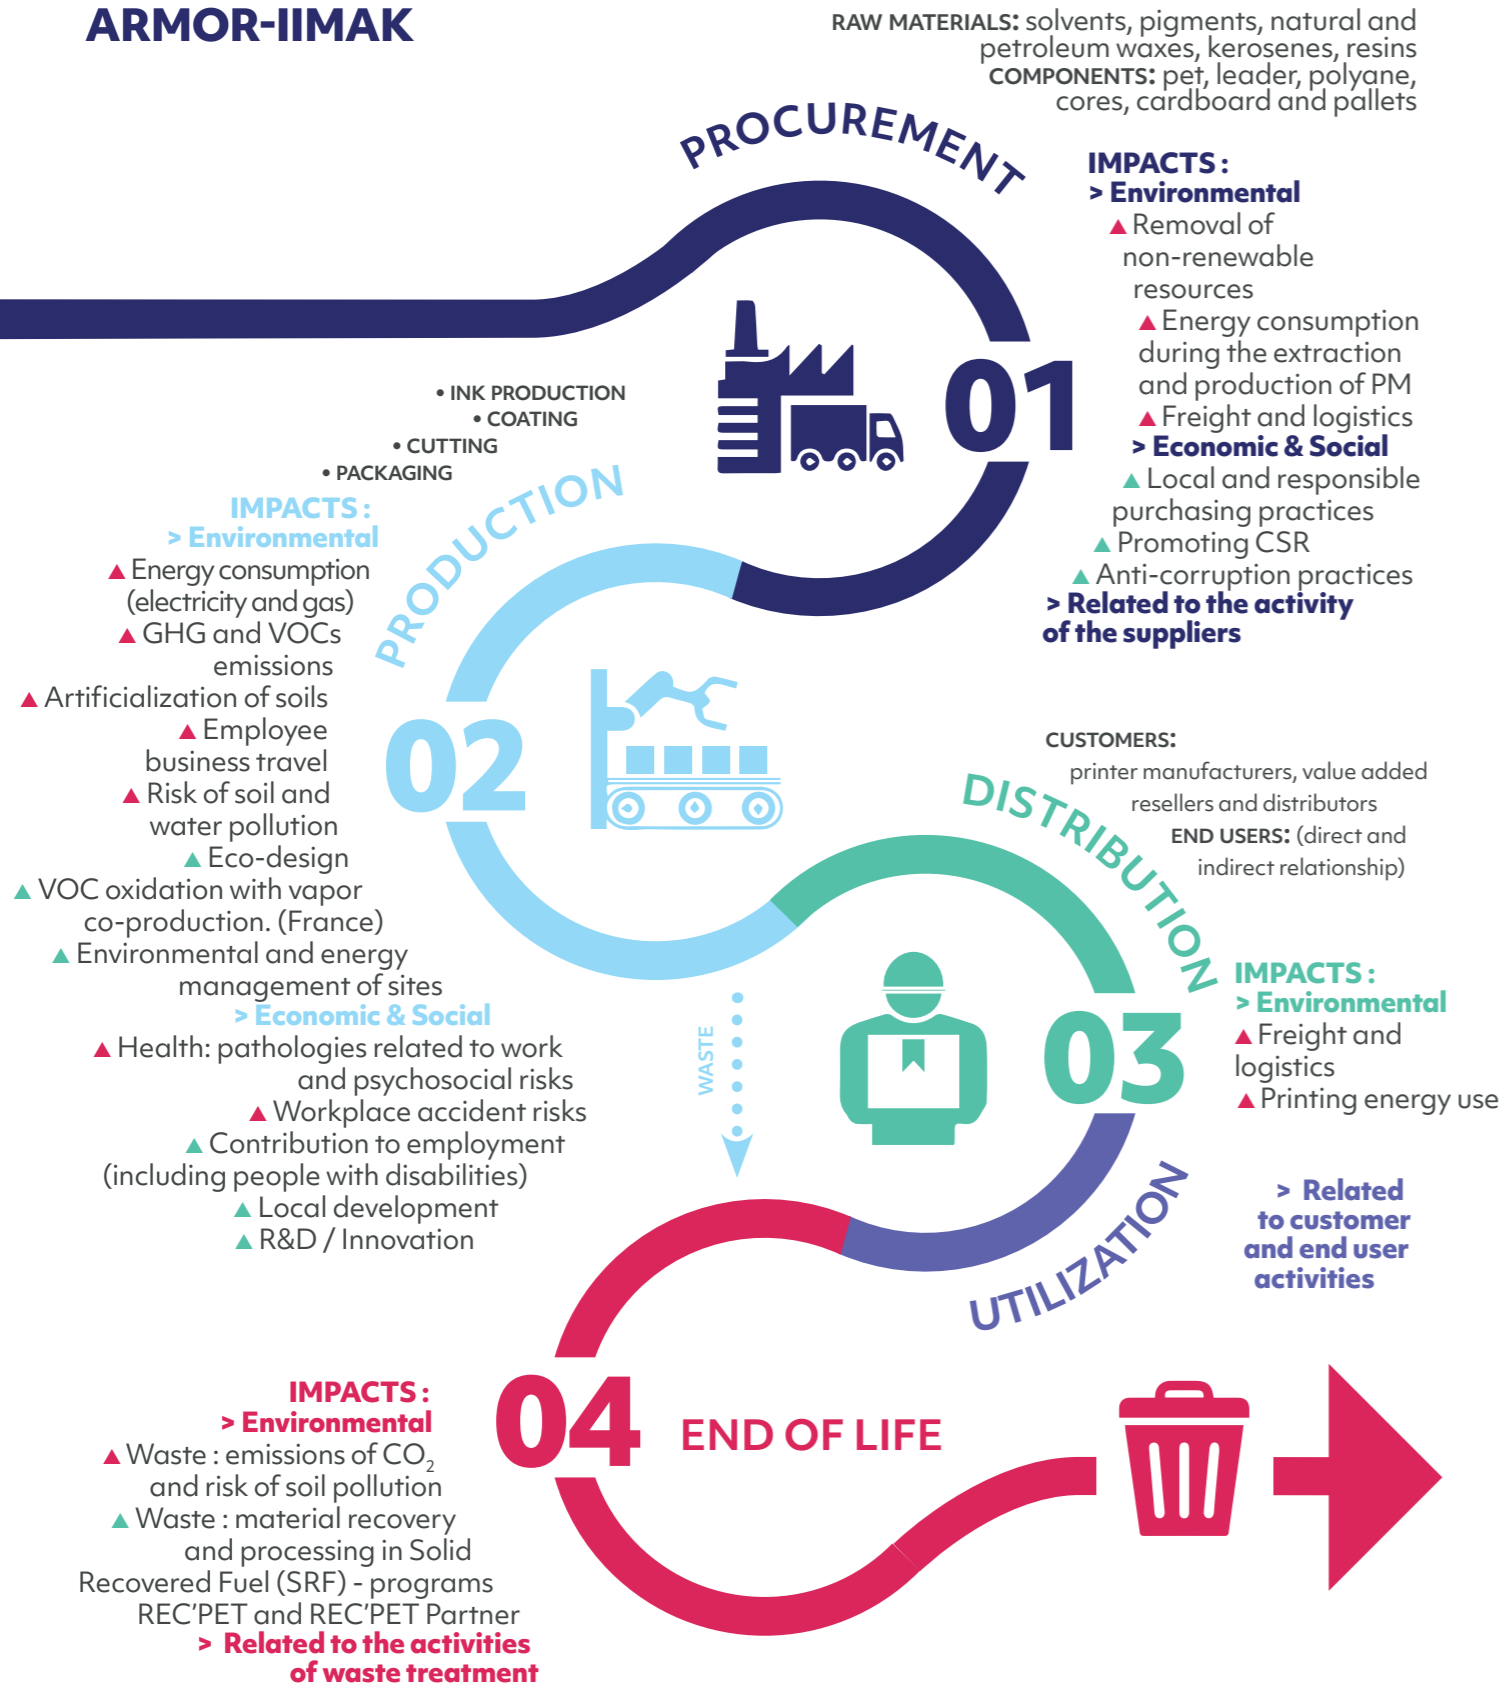 ARMOR-IIMAK
RAW MATERIALS: solvents, pigments, natural and
petroleum waxes, kerosenes, resins
COMPONENTS: pet, leader, polyane,
cores, cardboard and pallets
PROCUREMENT
IMPACTS :
> Environmental
▲ Removal of
non-renewable
resources
▲ Energy consumption
during the extraction
and production of PM
▲ Freight and logistics
> Economic & Social
▲ Local and responsible
purchasing practices
▲ Promoting CSR
▲ Anti-corruption practices
> Related to the activity
of the suppliers
01
• INK PRODUCTION
• COATING
• CUTTING
• PACKAGING
PRODUCTION
IMPACTS :
> Environmental
▲ Energy consumption
(electricity and gas)
▲ GHG and VOCs
emissions
▲ Artificialization of soils
▲ Employee
business travel
▲ Risk of soil and
water pollution
▲ Eco-design
▲ VOC oxidation with vapor
co-production. (France)
▲ Environmental and energy
management of sites
> Economic & Social
▲ Health: pathologies related to work
and psychosocial risks
▲ Workplace accident risks
▲ Contribution to employment
(including people with disabilities)
▲ Local development
▲ R&D / Innovation
02
WASTE
CUSTOMERS:
printer manufacturers, value added
resellers and distributors
END USERS: (direct and
indirect relationship)
DISTRIBUTION
03
IMPACTS :
> Environmental
▲ Freight and
logistics
▲ Printing energy use
UTILIZATION
> Related
to customer
and end user
activities
IMPACTS :
> Environmental
▲ Waste : emissions of CO₂
and risk of soil pollution
▲ Waste : material recovery
and processing in Solid
Recovered Fuel (SRF) - programs
REC'PET and REC'PET Partner
> Related to the activities
of waste treatment
04
END OF LIFE